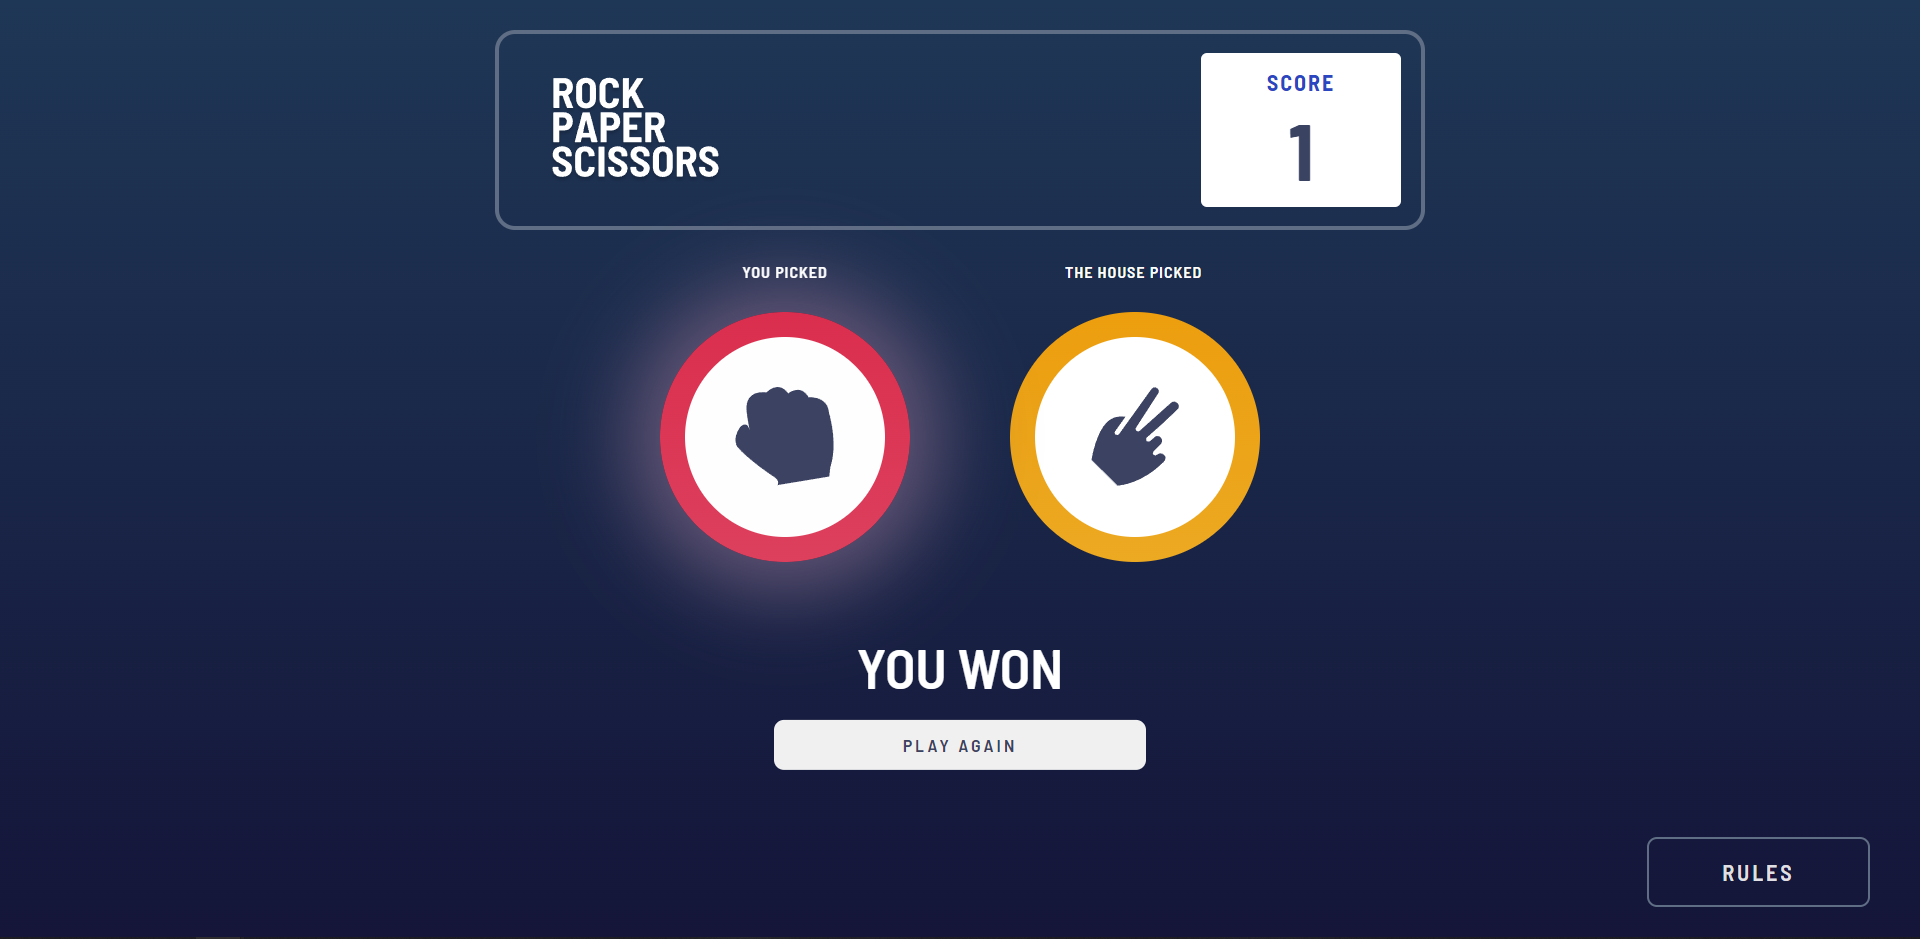 ROCK
PAPER
SCISSORS
SCORE
1
YOU PICKED
THE HOUSE PICKED
YOU WON
PLAY AGAIN
RULES